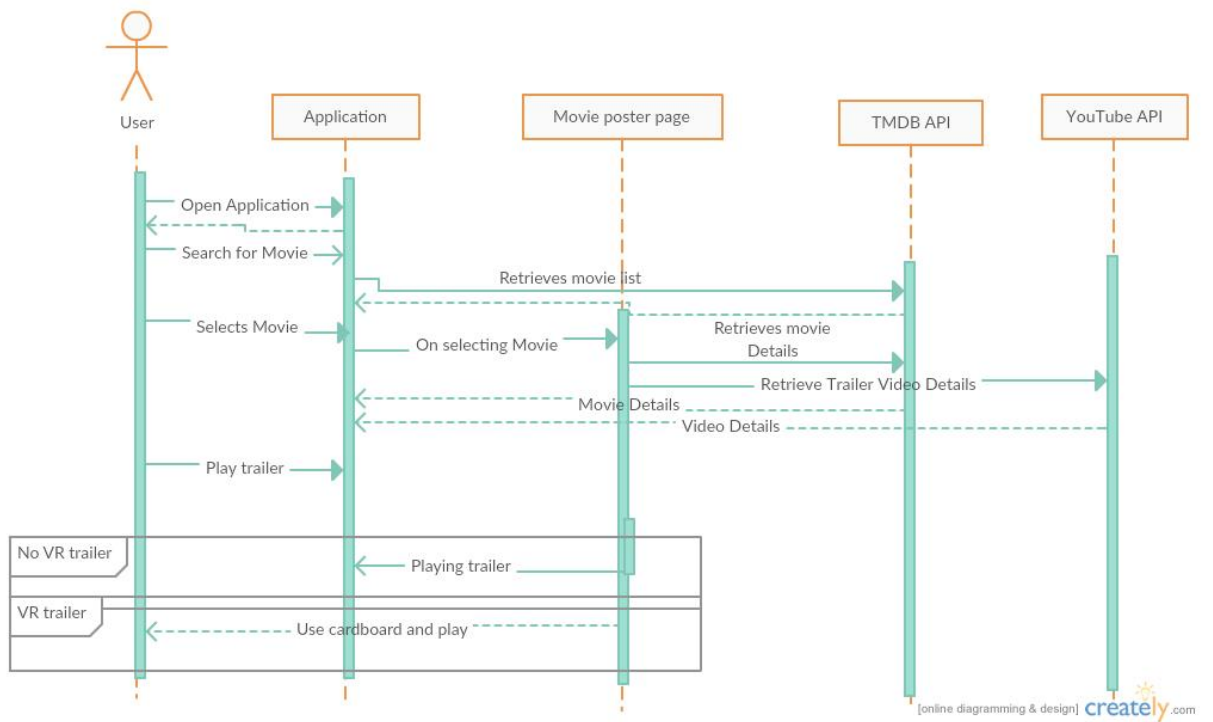 User
Application
Movie poster page
TMDB API
YouTube API
Open Application
Search for Movie
Retrieves movie list
Selects Movie
Retrieves movie
Details
On selecting Movie
Retrieve Trailer Video Details
Movie Details
Video Details
Play trailer
No VR trailer
Playing trailer
VR trailer
Use cardboard and play
[online diagramming & design] creately.com